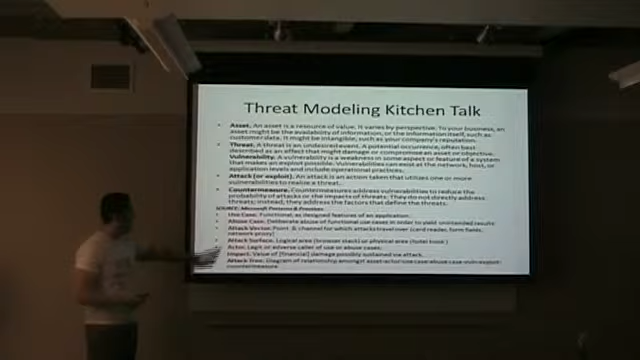 Threat Modeling Kitchen Talk
• Asset. An asset is a resource of value. It varies by perspective. To your business, an
asset might be the availability of information, or the information itself, such as
customer data. It might be intangible, such as your company's reputation.
• Threat. A threat is an undesired event. A potential occurrence, often best
described as an effect that might damage or compromise an asset or objective.
Vulnerability. A vulnerability is a weakness in some aspect or feature of a system
that makes an exploit possible. Vulnerabilities can exist at the network, host, or
application levels and include operational practices.
• Attack (or exploit). An attack is an action taken that utilizes one or more
vulnerabilities to realize a threat.
• Countermeasure. Countermeasures address vulnerabilities to reduce the
probability of attacks or the impacts of threats. They do not directly address
threats; instead, they address the factors that define the threats.
SOURCE: Microsoft Patterns & Practices
• Use Case: Functional, as designed features of an application.
• Abuse Case: Deliberate abuse of functional use cases in order to yield unintended results
• Attack Vector: Point & channel for which attacks travel over (card reader, form fields,
network proxy)
• Attack Surface: Logical area (browser stack) or physical area (hotel
• Actor: Legit or adverse caller of use or abuse cases.
• Impact: Value of [financial] damage possibly sustained via attack.
• Attack Tree: Diagram of relationship amongst asset-actor-use case-abuse case-vuln-exploit-
countermeasure